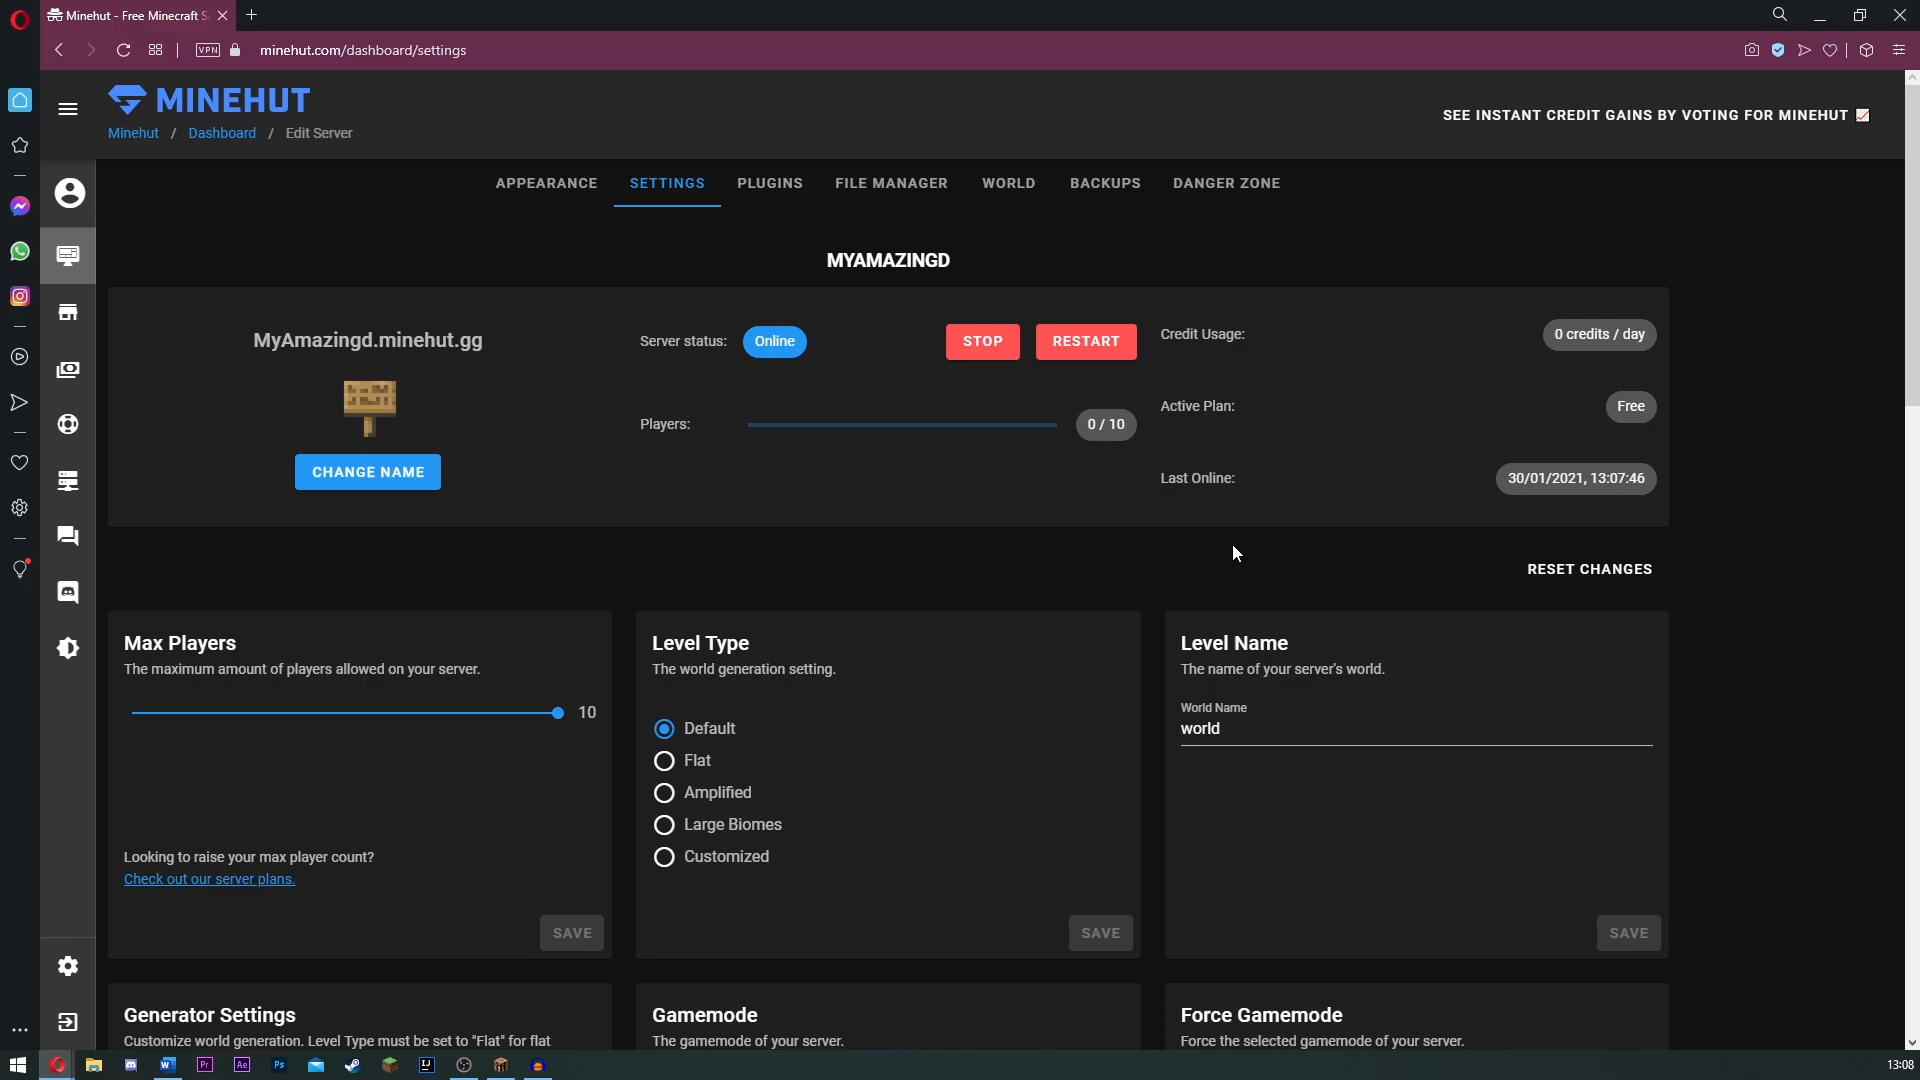 Minehut - Free Minecraft S
VPN
minehut.com/dashboard/settings
MINEHUT
Minehut / Dashboard / Edit Server
SEE INSTANT CREDIT GAINS BY VOTING FOR MINEHUT
APPEARANCE SETTINGS PLUGINS FILE MANAGER WORLD BACKUPS DANGER ZONE
MYAMAZINGD
MyAmazingd.minehut.gg
CHANGE NAME
Server status: Online STOP RESTART
Players: 0 / 10
Credit Usage: 0 credits / day
Active Plan: Free
Last Online: 30/01/2021, 13:07:46
RESET CHANGES
Max Players
The maximum amount of players allowed on your server.
10
Looking to raise your max player count?
Check out our server plans.
SAVE
Level Type
The world generation setting.
Default
Flat
Amplified
Large Biomes
Customized
SAVE
Level Name
The name of your server's world.
World Name
world
SAVE
Generator Settings
Customize world generation. Level Type must be set to "Flat" for flat
Gamemode
The gamemode of your server.
Force Gamemode
Force the selected gamemode of your server.
W
Pr
Ae
Ps
IJ
13:08